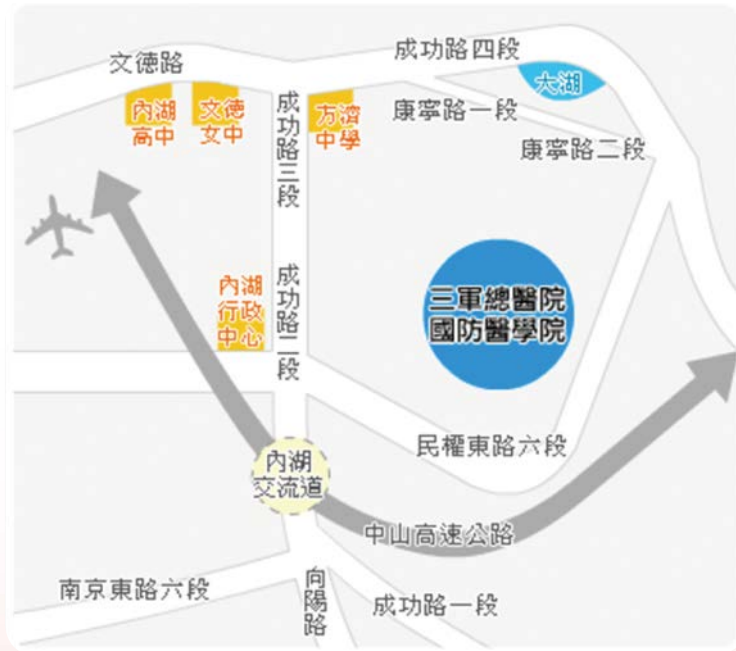 文德路
成功路四段
大湖
內湖
高中
文德
女中
成功路三段
方濟
中學
康寧路一段
康寧路二段
內湖
行政
中心
成功路二段
三軍總醫院
國防醫學院
民權東路六段
內湖
交流道
中山高速公路
南京東路六段
向陽路
成功路一段